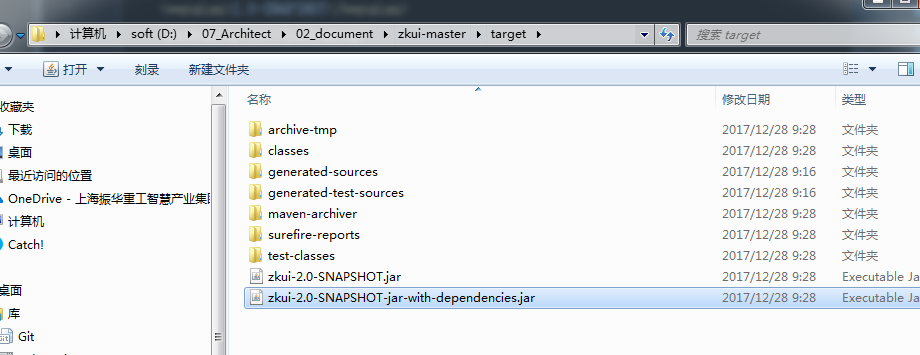 <version>2.0-SNAPSHOT</version>
计算机 soft (D:) 07_Architect 02_document zkui-master target 搜索 target
打开 刻录 新建文件夹
收藏夹
下载
桌面
最近访问的位置
OneDrive - 上海振华重工智慧产业集团
计算机
Catch!
桌面
库
Git
名称 修改日期 类型
archive-tmp 2017/12/28 9:28 文件夹
classes 2017/12/28 9:28 文件夹
generated-sources 2017/12/28 9:16 文件夹
generated-test-sources 2017/12/28 9:16 文件夹
maven-archiver 2017/12/28 9:28 文件夹
surefire-reports 2017/12/28 9:28 文件夹
test-classes 2017/12/28 9:28 文件夹
zkui-2.0-SNAPSHOT.jar 2017/12/28 9:28 Executable Ja
zkui-2.0-SNAPSHOT-jar-with-dependencies.jar 2017/12/28 9:28 Executable Ja